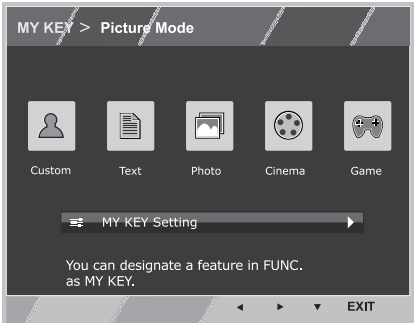 MY KEY > Picture Mode
Custom Text Photo Cinema Game
MY KEY Setting
You can designate a feature in FUNC.
as MY KEY.
EXIT